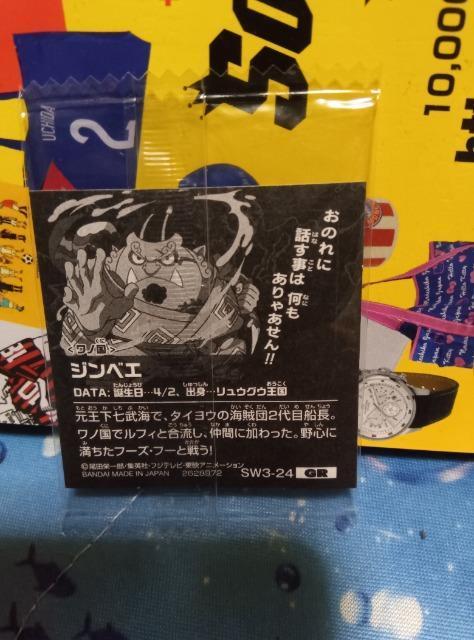 SO
10,000
htt
UCHIDA
2
おのれに
話す事は何も
ありゃあせん!!
〈ワノ国〉
ジンベエ
DATA: 誕生日…4/2、出身…リュウグウ王国
元王下七武海で、タイヨウの海賊団2代目船長。
ワノ国でルフィと合流し、仲間に加わった。野心に
満ちたフーズ・フーと戦う!
©尾田栄一郎/集英社・フジテレビ・東映アニメーション
BANDAI MADE IN JAPAN 2628972
SW3-24 GR